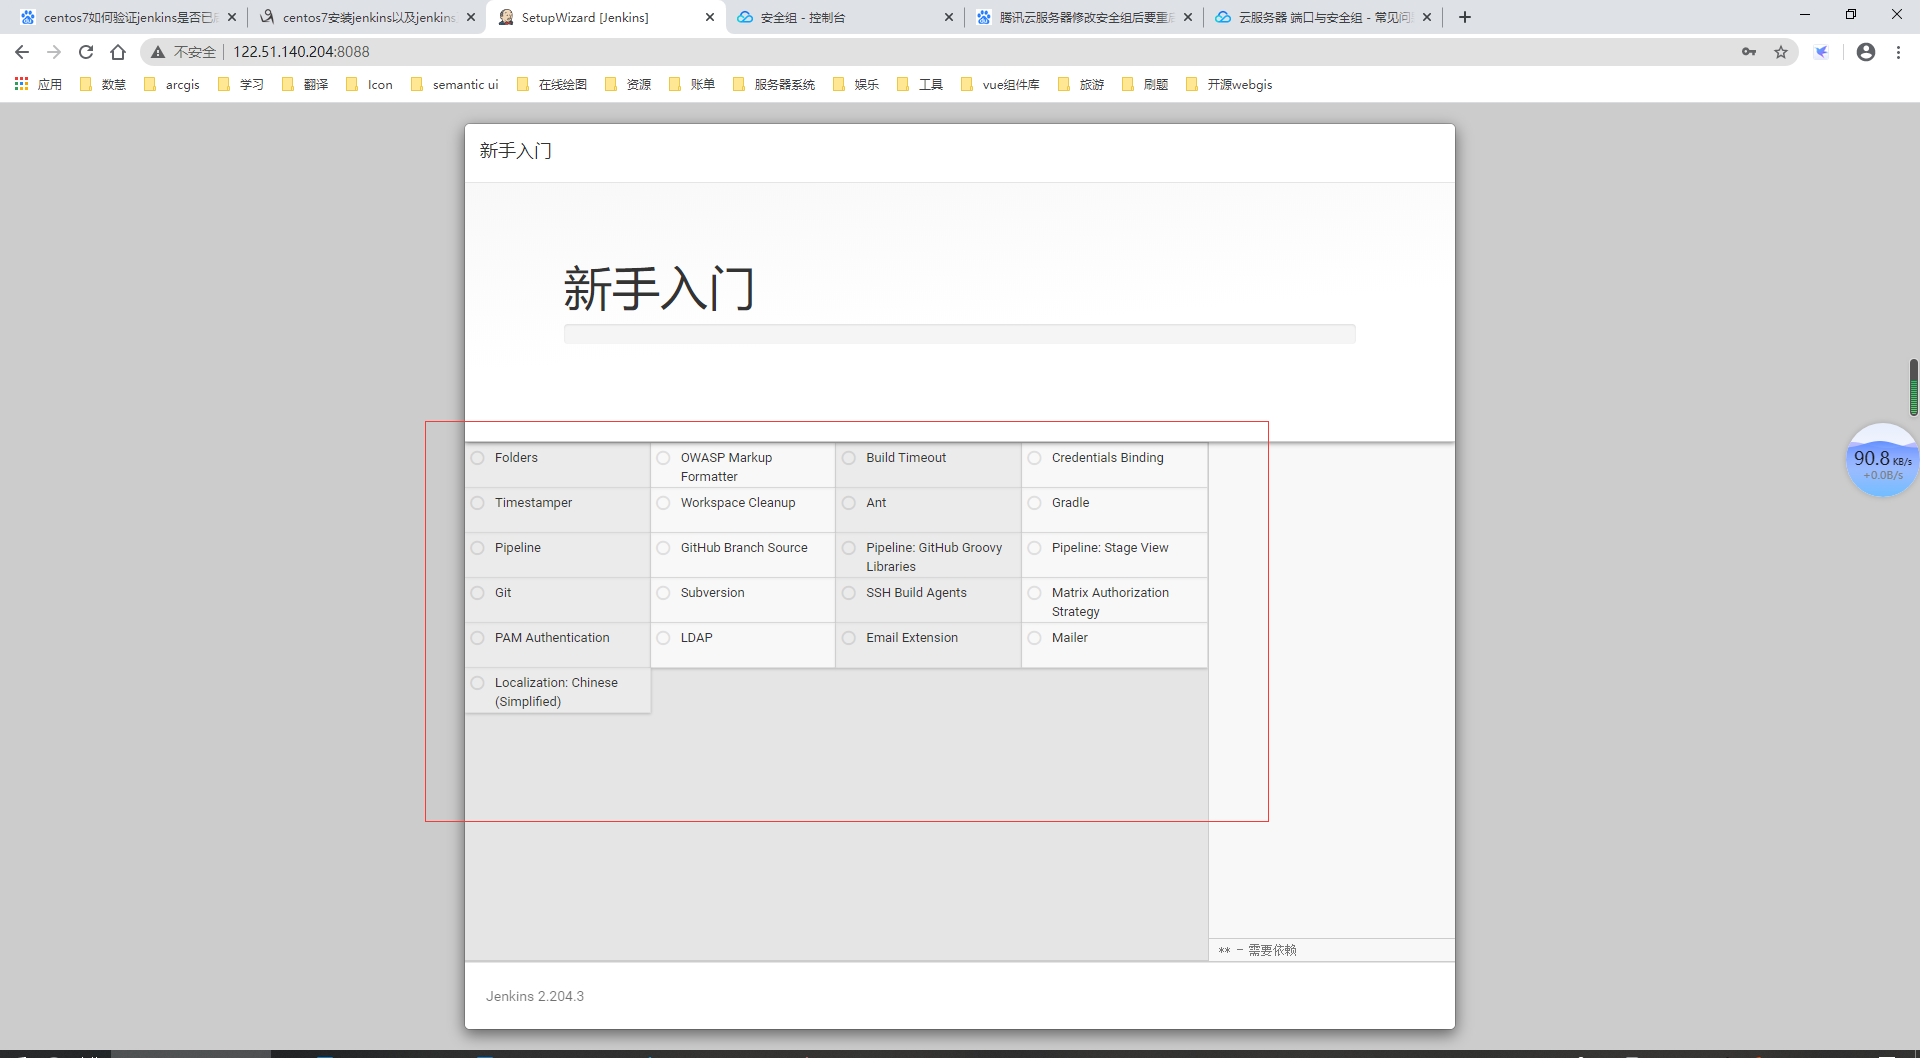 centos7如何验证jenkins是否已
centos7安装jenkins以及jenkins
SetupWizard [Jenkins]
安全组 - 控制台
腾讯云服务器修改安全组后要重
云服务器 端口与安全组 - 常见问
不安全 122.51.140.204:8088
应用 数慧 arcgis 学习 翻译 Icon semantic ui 在线绘图 资源 账单 服务器系统 娱乐 工具 vue组件库 旅游 刷题 开源webgis
新手入门
新手入门
Folders
OWASP Markup
Formatter
Build Timeout
Credentials Binding
Timestamper
Workspace Cleanup
Ant
Gradle
Pipeline
GitHub Branch Source
Pipeline: GitHub Groovy
Libraries
Pipeline: Stage View
Git
Subversion
SSH Build Agents
Matrix Authorization
Strategy
PAM Authentication
LDAP
Email Extension
Mailer
Localization: Chinese
(Simplified)
90.8 KB/s
+0.0B/s
** - 需要依赖
Jenkins 2.204.3